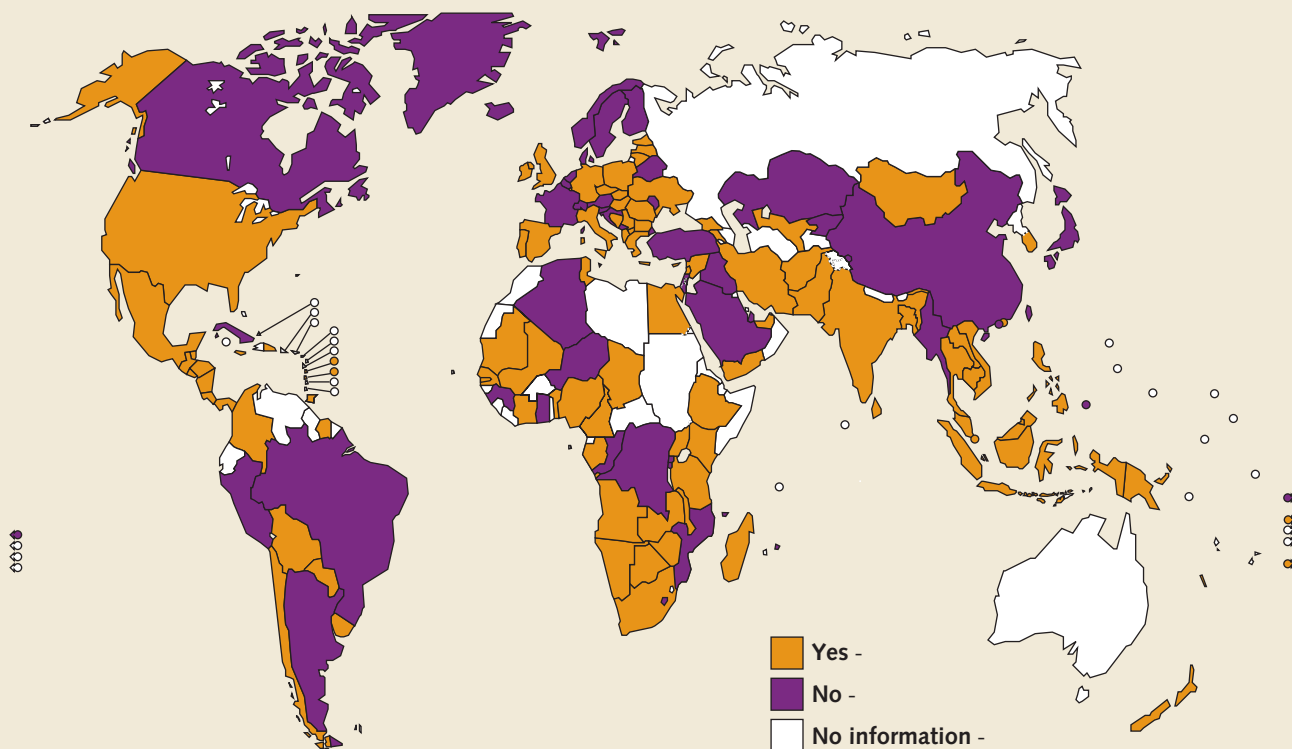 Yes -
No -
No information -